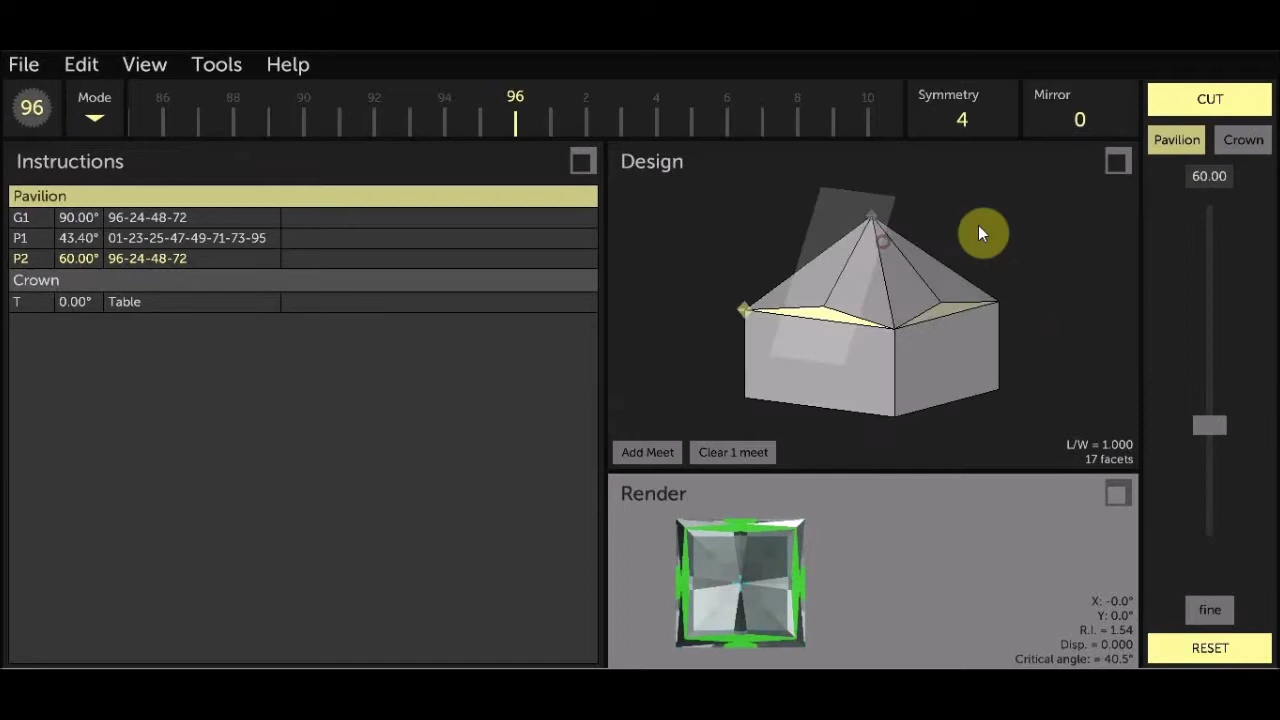 File Edit View Tools Help
96
Mode
86 88 90 92 94 96 2 4 6 8 10
Symmetry
4
Mirror
0
CUT
Pavilion Crown
60.00
Instructions
Pavilion
G1 90.00° 96-24-48-72
P1 43.40° 01-23-25-47-49-71-73-95
P2 60.00° 96-24-48-72
Crown
T 0.00° Table
Design
Add Meet Clear 1 meet
L/W = 1.000
17 facets
Render
X: -0.0°
Y: 0.0°
R.I. = 1.54
Disp. = 0.000
Critical angle: = 40.5°
fine
RESET